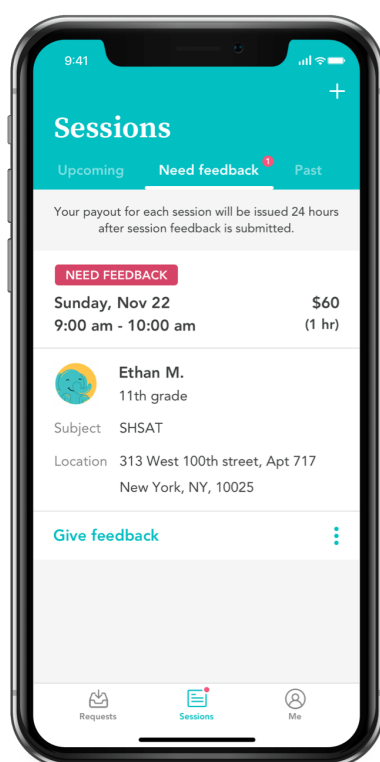 9:41
Sessions
Upcoming Need feedback 1 Past
Your payout for each session will be issued 24 hours
after session feedback is submitted.
NEED FEEDBACK
Sunday, Nov 22 $60
9:00 am - 10:00 am (1 hr)
Ethan M.
11th grade
Subject SHSAT
Location 313 West 100th street, Apt 717
New York, NY, 10025
Give feedback
Requests Sessions Me